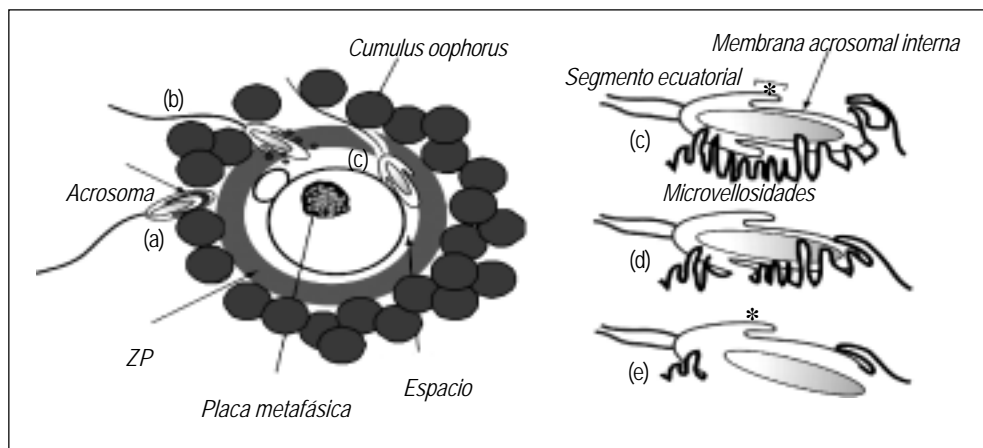 Cumulus oophorus
(b)
Acrosoma
(a)
(c)
ZP
Placa metafásica
Espacio
Membrana acrosomal interna
Segmento ecuatorial
*
(c)
Microvellosidades
(d)
*
(e)